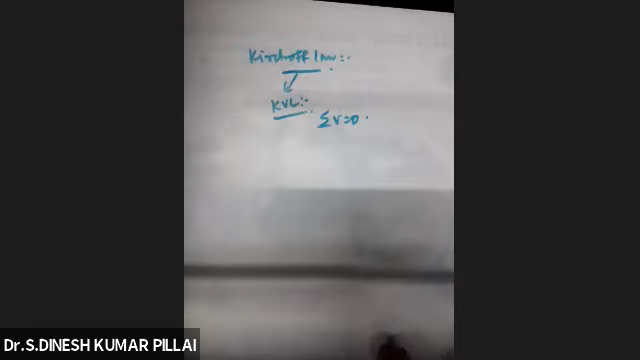 Kirchoff law:-
KVL:-
ΣV=0.
Dr.S.DINESH KUMAR PILLAI